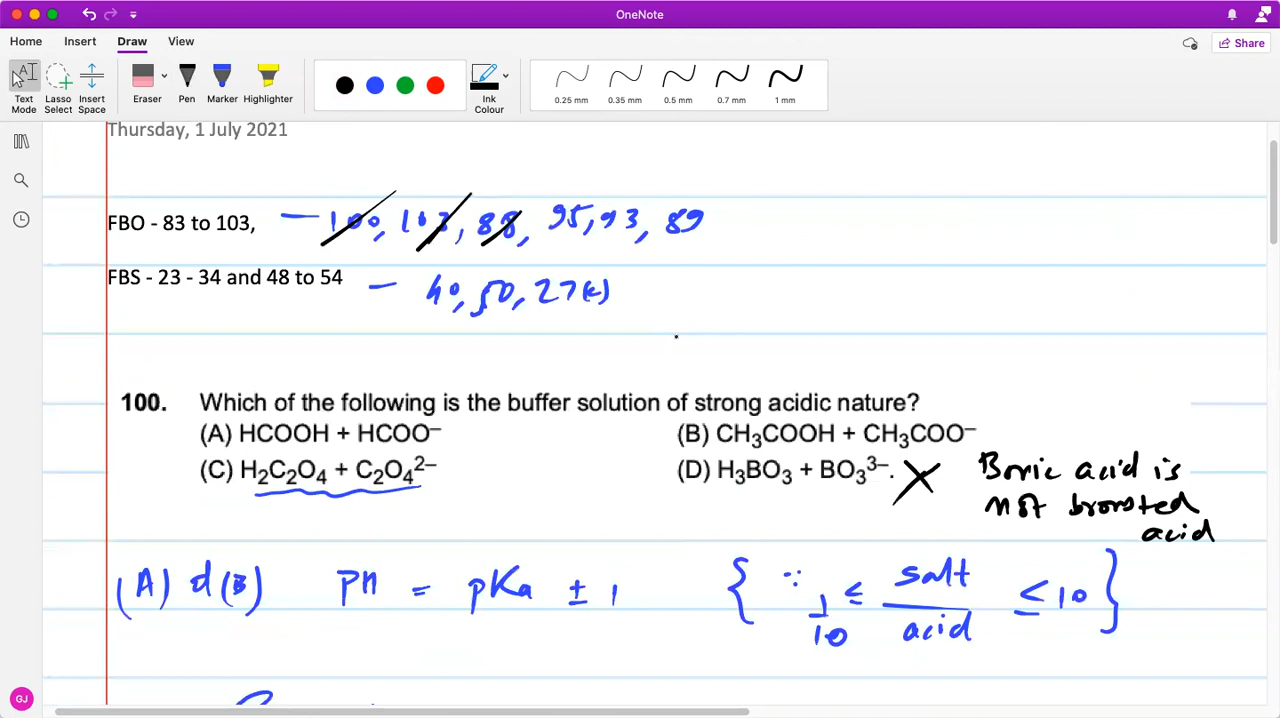 OneNote
Home Insert Draw View
Share
Text Mode
Lasso Select
Insert Space
Eraser
Pen
Marker
Highlighter
Ink Colour
0.25 mm 0.35 mm 0.5 mm 0.7 mm 1 mm
Thursday, 1 July 2021
FBO - 83 to 103, — 100, 103, 88, 95, 93, 89
FBS - 23 - 34 and 48 to 54 — 40, 50, 27(c)
100. Which of the following is the buffer solution of strong acidic nature?
(A) HCOOH + HCOO– (B) CH3COOH + CH3COO–
(C) H2C2O4 + C2O4 2– (D) H3BO3 + BO3 3–.
Boric acid is
not bronsted
acid
(A) d (B) PH = pKa ± 1 { ∵ 1/10 ≤ salt/acid ≤ 10 }
GJ